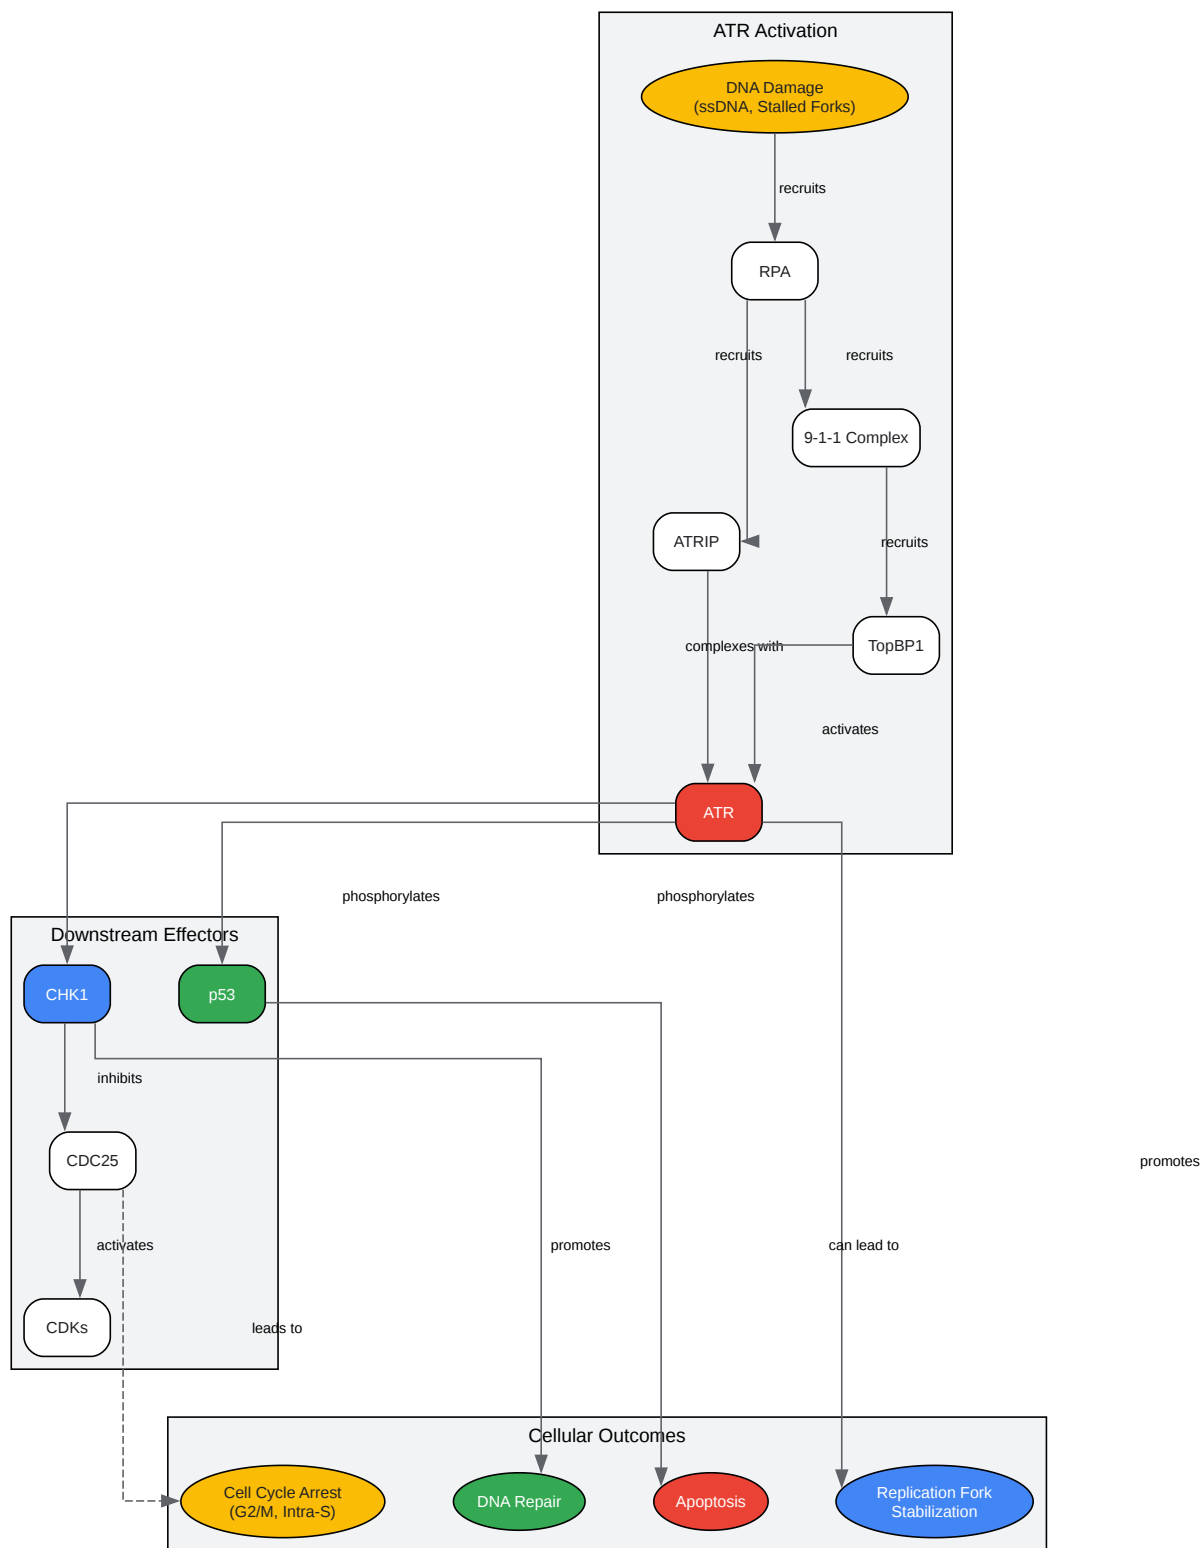 ATR Activation
DNA Damage
(ssDNA, Stalled Forks)
recruits
RPA
recruits
recruits
9-1-1 Complex
ATRIP
recruits
complexes with
TopBP1
activates
ATR
phosphorylates
phosphorylates
Downstream Effectors
CHK1
p53
inhibits
CDC25
promotes
activates
promotes
can lead to
CDKs
leads to
Cellular Outcomes
Cell Cycle Arrest
(G2/M, Intra-S)
DNA Repair
Apoptosis
Replication Fork
Stabilization